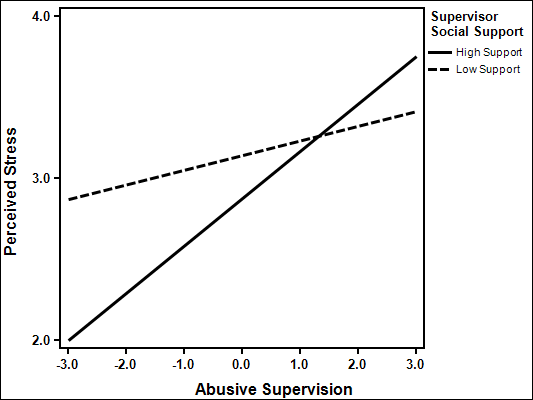 Supervisor
Social Support
High Support
Low Support
4.0
3.0
2.0
Perceived Stress
-3.0 -2.0 -1.0 0.0 1.0 2.0 3.0
Abusive Supervision